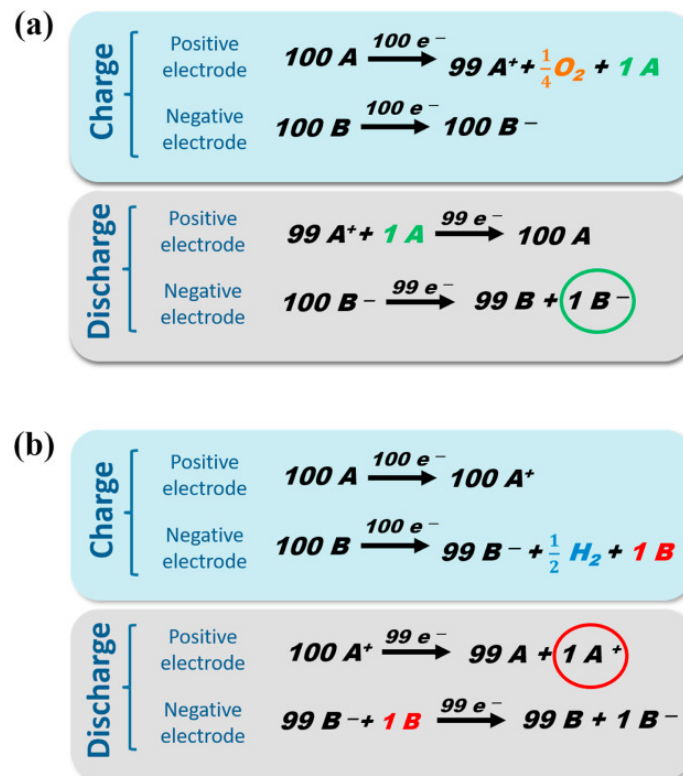 (a)
Charge
Positive electrode
100 A 100 e⁻ → 99 A⁺ + 1/4 O₂ + 1 A
Negative electrode
100 B 100 e⁻ → 100 B⁻
Discharge
Positive electrode
99 A⁺ + 1 A 99 e⁻ → 100 A
Negative electrode
100 B⁻ 99 e⁻ → 99 B + 1 B⁻
(b)
Charge
Positive electrode
100 A 100 e⁻ → 100 A⁺
Negative electrode
100 B 100 e⁻ → 99 B⁻ + 1/2 H₂ + 1 B
Discharge
Positive electrode
100 A⁺ 99 e⁻ → 99 A + 1 A⁺
Negative electrode
99 B⁻ + 1 B 99 e⁻ → 99 B + 1 B⁻